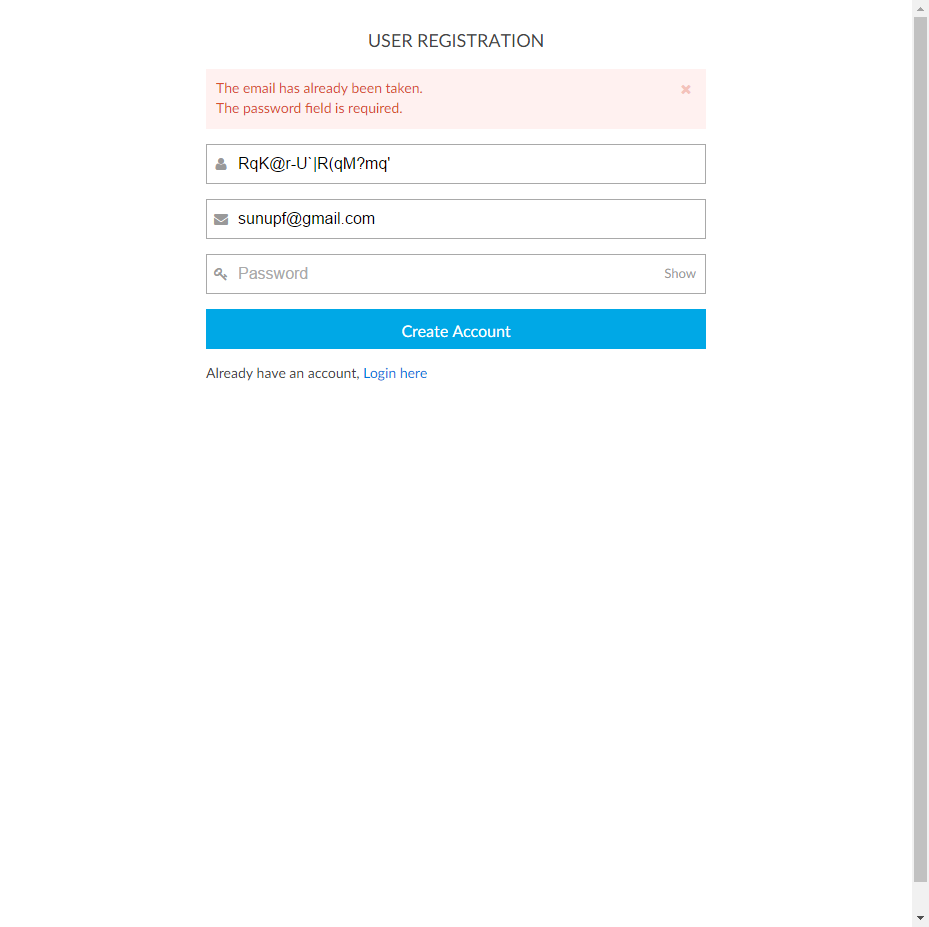 USER REGISTRATION
The email has already been taken.
The password field is required.
RqK@r-U`|R(qM?mq'
sunupf@gmail.com
Password Show
Create Account
Already have an account, Login here